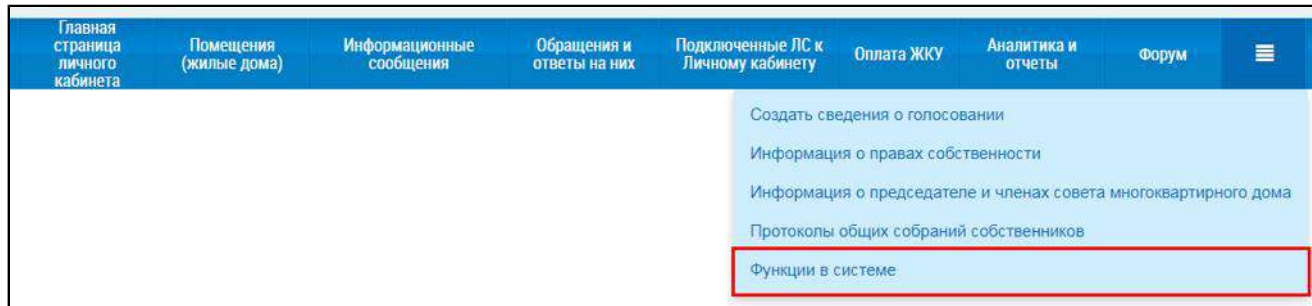 Главная
страница
личного
кабинета
Помещения
(жилые дома)
Информационные
сообщения
Обращения и
ответы на них
Подключенные ЛС к
Личному кабинету
Оплата ЖКУ
Аналитика и
отчеты
Форум
Создать сведения о голосовании
Информация о правах собственности
Информация о председателе и членах совета многоквартирного дома
Протоколы общих собраний собственников
Функции в системе